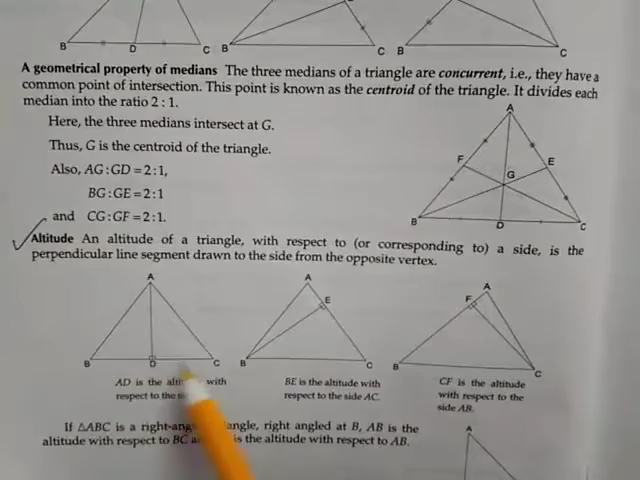 B D C B C B C
A geometrical property of medians The three medians of a triangle are concurrent, i.e., they have a
common point of intersection. This point is known as the centroid of the triangle. It divides each
median into the ratio 2 : 1.
Here, the three medians intersect at G.
Thus, G is the centroid of the triangle.
Also, AG : GD = 2 : 1,
BG : GE = 2 : 1
and CG : GF = 2 : 1.
A
F E
G
B D C
Altitude An altitude of a triangle, with respect to (or corresponding to) a side, is the
perpendicular line segment drawn to the side from the opposite vertex.
A
B D C
A
E
B C
A
F
B C
AD is the with
respect to the
BE is the altitude with
respect to the side AC.
CF is the altitude
with respect to the
side AB.
If △ABC is a right- right angled at B, AB is the
altitude with respect to BC is the altitude with respect to AB.
A